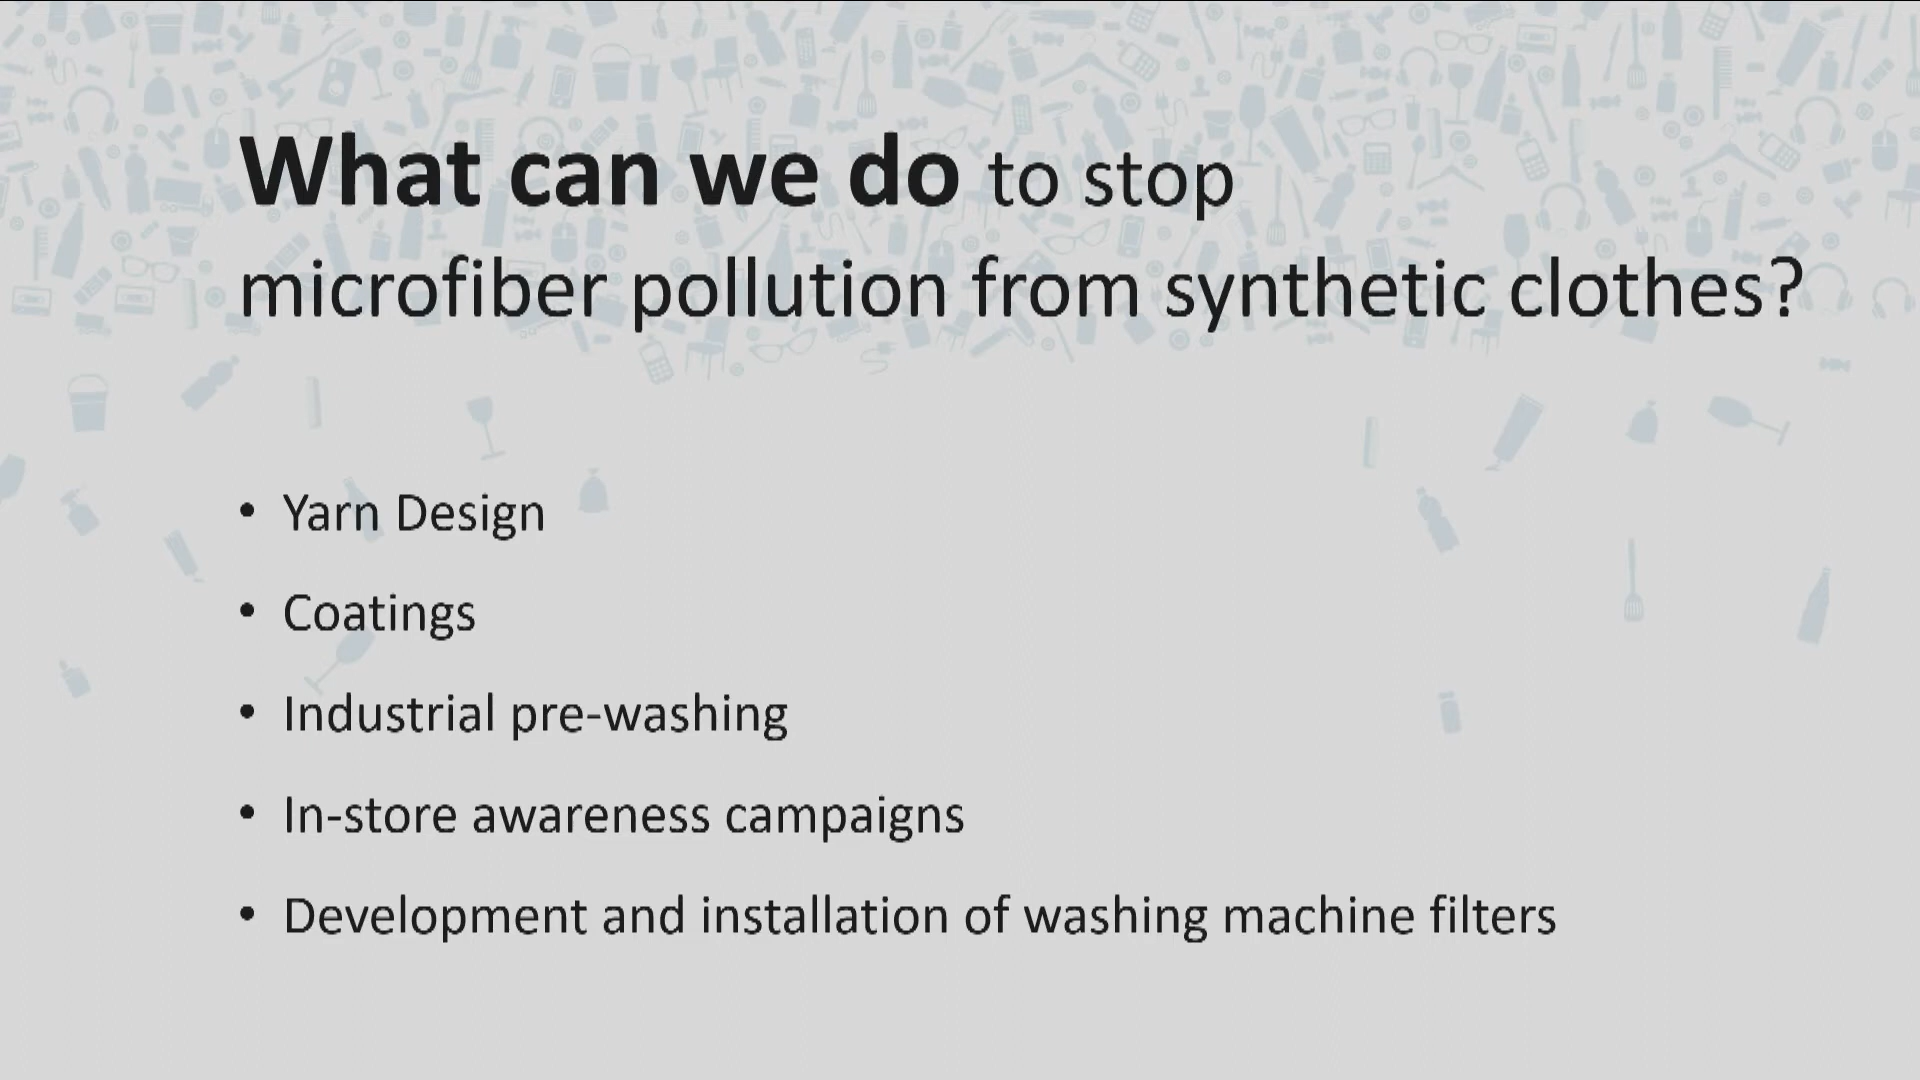 What can we do to stop
microfiber pollution from synthetic clothes?
• Yarn Design
• Coatings
• Industrial pre-washing
• In-store awareness campaigns
• Development and installation of washing machine filters